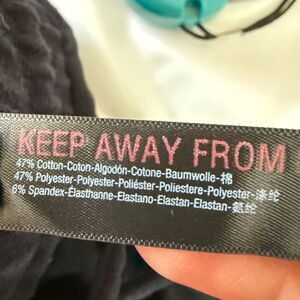 KEEP AWAY FROM
47% Cotton-Coton-Algodón-Cotone-Baumwolle-棉
47% Polyester-Polyester-Poliéster-Poliestere-Polyester-涤纶
6% Spandex-Élasthanne-Elastano-Elastan-Elastan-氨纶